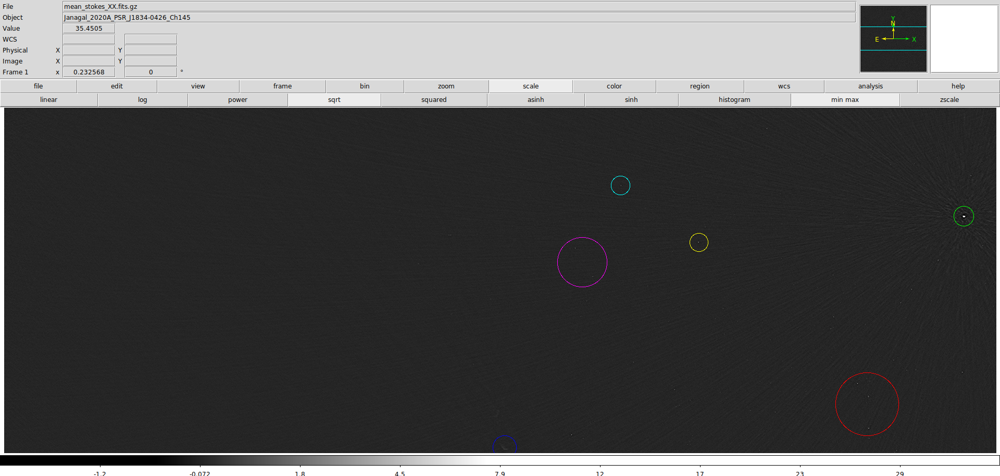 File mean_stokes_XX.fits.gz
Object Janagal_2020A_PSR_J1834-0426_Ch145
Value 35.4505
WCS
Physical X Y
Image X Y
Frame 1 x 0.232568 0 °
Y
N
E X
file edit view frame bin zoom scale color region wcs analysis help
linear log power sqrt squared asinh sinh histogram min max zscale
-1.2 -0.072 1.8 4.5 7.9 12 17 23 29